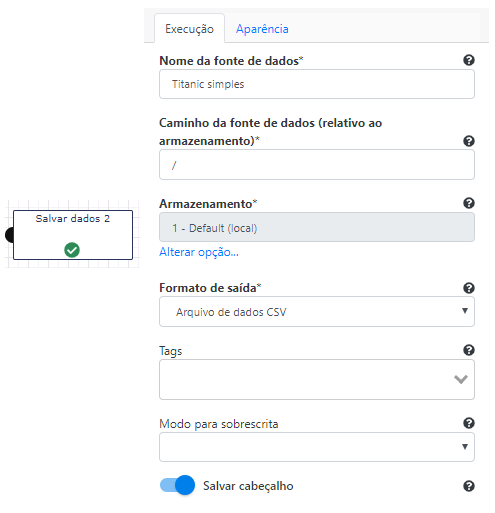 Execução Aparência
Nome da fonte de dados*
Titanic simples
Caminho da fonte de dados (relativo ao
armazenamento)*
/
Salvar dados 2
Armazenamento*
1 - Default (local)
Alterar opção...
Formato de saída*
Arquivo de dados CSV
Tags
Modo para sobrescrita
Salvar cabeçalho